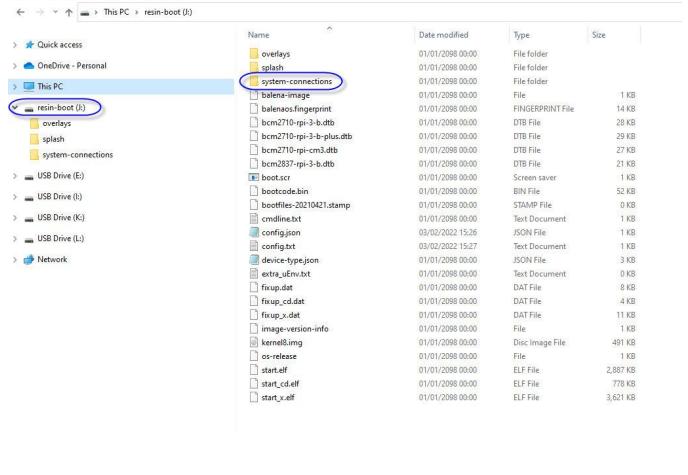 This PC › resin-boot (J:)
Name Date modified Type Size
Quick access
OneDrive - Personal
This PC
resin-boot (J:)
overlays
splash
system-connections
USB Drive (E:)
USB Drive (I:)
USB Drive (K:)
USB Drive (L:)
Network
overlays 01/01/2098 00:00 File folder
splash 01/01/2098 00:00 File folder
system-connections 01/01/2098 00:00 File folder
balena-image 01/01/2098 00:00 File 1 KB
balenaos.fingerprint 01/01/2098 00:00 FINGERPRINT File 14 KB
bcm2710-rpi-3-b.dtb 01/01/2098 00:00 DTB File 28 KB
bcm2710-rpi-3-b-plus.dtb 01/01/2098 00:00 DTB File 29 KB
bcm2710-rpi-cm3.dtb 01/01/2098 00:00 DTB File 27 KB
bcm2837-rpi-3-b.dtb 01/01/2098 00:00 DTB File 21 KB
boot.scr 01/01/2098 00:00 Screen saver 1 KB
bootcode.bin 01/01/2098 00:00 BIN File 52 KB
bootfiles-20210421.stamp 01/01/2098 00:00 STAMP File 0 KB
cmdline.txt 01/01/2098 00:00 Text Document 1 KB
config.json 03/02/2022 15:26 JSON File 1 KB
config.txt 03/02/2022 15:27 Text Document 1 KB
device-type.json 01/01/2098 00:00 JSON File 3 KB
extra_uEnv.txt 01/01/2098 00:00 Text Document 0 KB
fixup.dat 01/01/2098 00:00 DAT File 8 KB
fixup_cd.dat 01/01/2098 00:00 DAT File 4 KB
fixup_x.dat 01/01/2098 00:00 DAT File 11 KB
image-version-info 01/01/2098 00:00 File 1 KB
kernel8.img 01/01/2098 00:00 Disc Image File 491 KB
os-release 01/01/2098 00:00 File 1 KB
start.elf 01/01/2098 00:00 ELF File 2,887 KB
start_cd.elf 01/01/2098 00:00 ELF File 778 KB
start_x.elf 01/01/2098 00:00 ELF File 3,621 KB